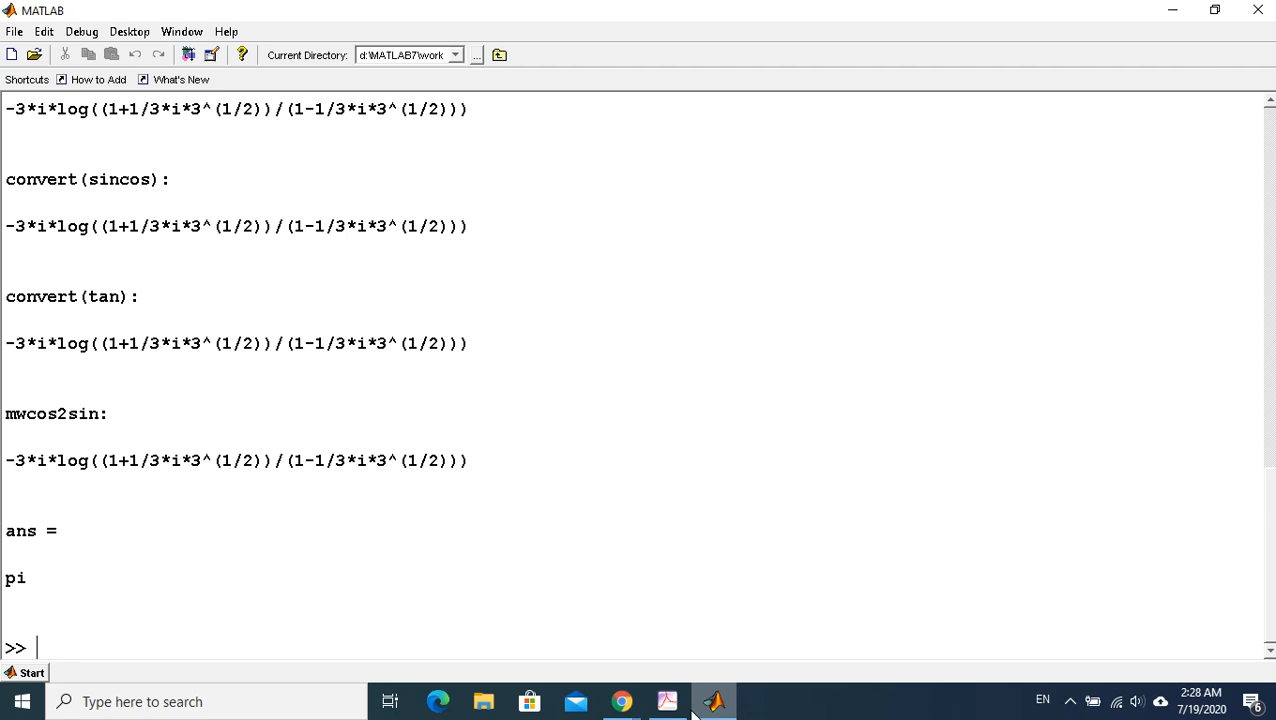 MATLAB
File Edit Debug Desktop Window Help
Current Directory: d:\MATLAB7\work ...
Shortcuts How to Add What's New
-3*i*log((1+1/3*i*3^(1/2))/(1-1/3*i*3^(1/2)))
convert(sincos):
-3*i*log((1+1/3*i*3^(1/2))/(1-1/3*i*3^(1/2)))
convert(tan):
-3*i*log((1+1/3*i*3^(1/2))/(1-1/3*i*3^(1/2)))
mwcos2sin:
-3*i*log((1+1/3*i*3^(1/2))/(1-1/3*i*3^(1/2)))
ans =
pi
>>
Start
Type here to search
EN
2:28 AM
7/19/2020
6